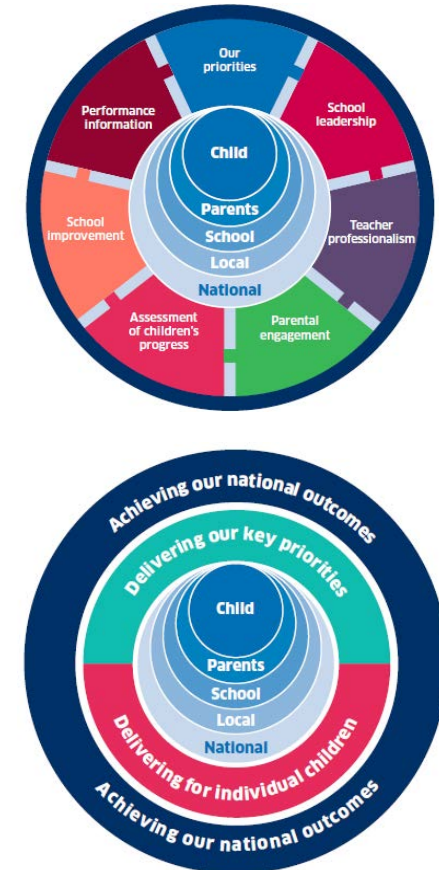 Our
priorities
Performance
information
School
leadership
Child
Parents
School
Local
National
School
improvement
Teacher
professionalism
Assessment
of children's
progress
Parental
engagement
Achieving our national outcomes
Delivering our key priorities
Child
Parents
School
Local
National
Delivering for individual children
Achieving our national outcomes